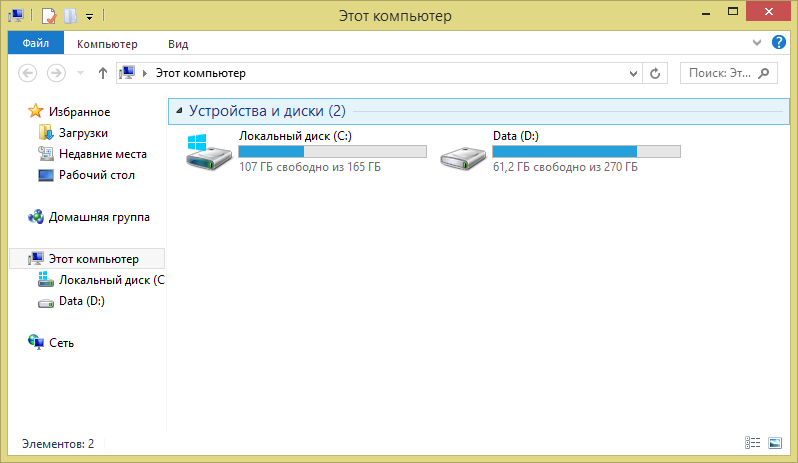 Этот компьютер
Файл
Компьютер
Вид
Этот компьютер
Поиск: Эт...
Избранное
Загрузки
Недавние места
Рабочий стол
Домашняя группа
Этот компьютер
Локальный диск (C
Data (D:)
Сеть
Устройства и диски (2)
Локальный диск (C:)
107 ГБ свободно из 165 ГБ
Data (D:)
61,2 ГБ свободно из 270 ГБ
Элементов: 2